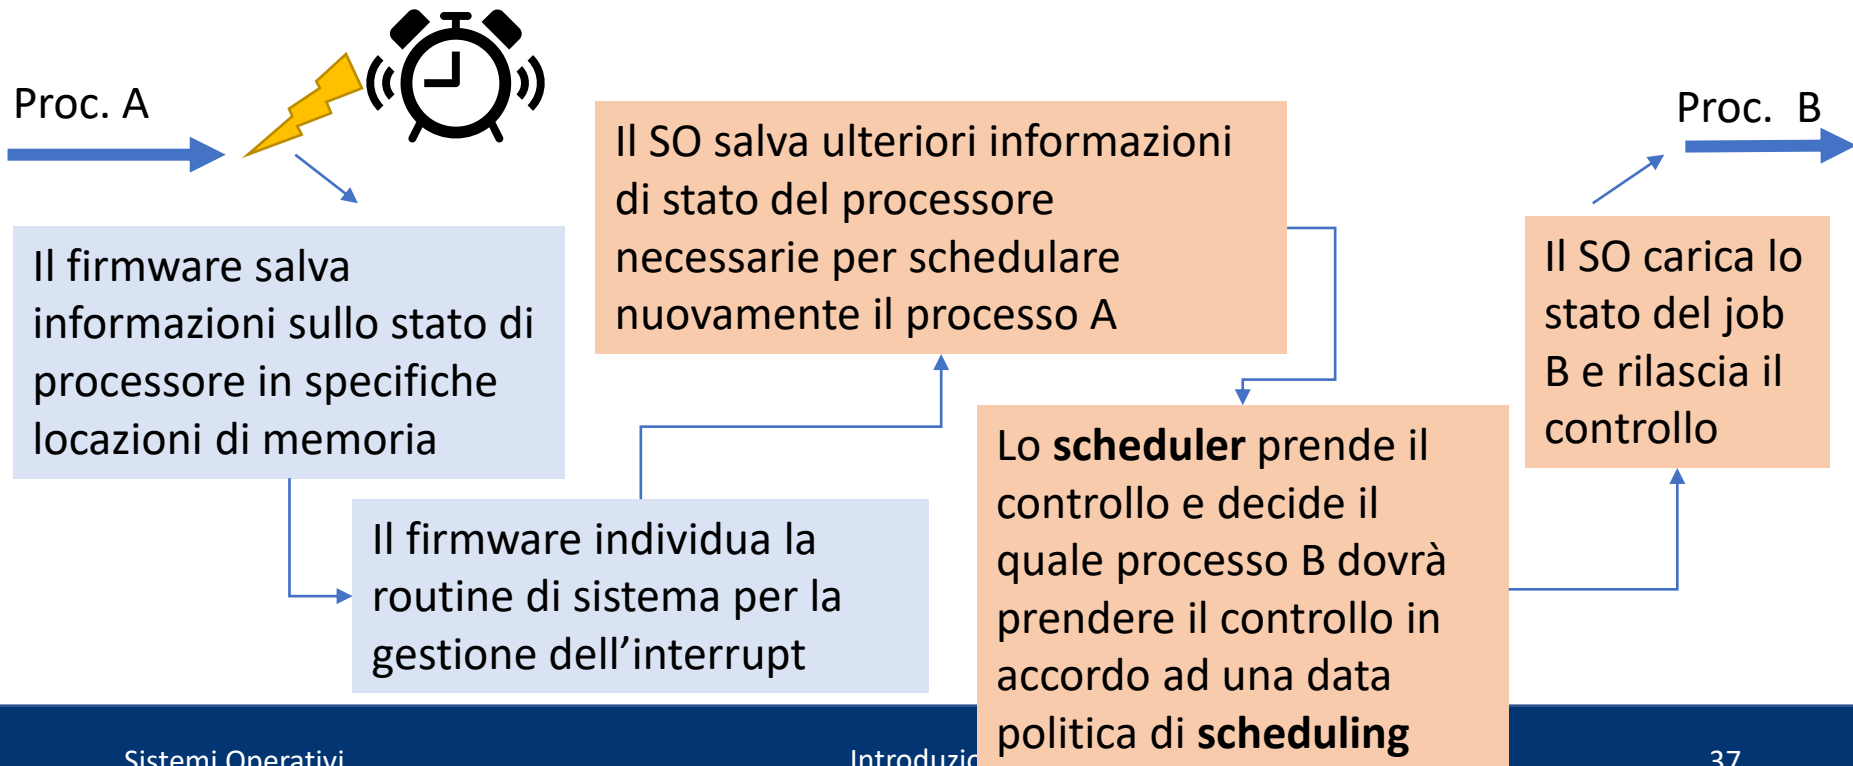 Proc. A
Il firmware salva
informazioni sullo stato di
processore in specifiche
locazioni di memoria
Il firmware individua la
routine di sistema per la
gestione dell’interrupt
Il SO salva ulteriori informazioni
di stato del processore
necessarie per schedulare
nuovamente il processo A
Lo scheduler prende il
controllo e decide il
quale processo B dovrà
prendere il controllo in
accordo ad una data
politica di scheduling
Il SO carica lo
stato del job
B e rilascia il
controllo
Proc. B
Sistemi Operativi
Introduzio
37